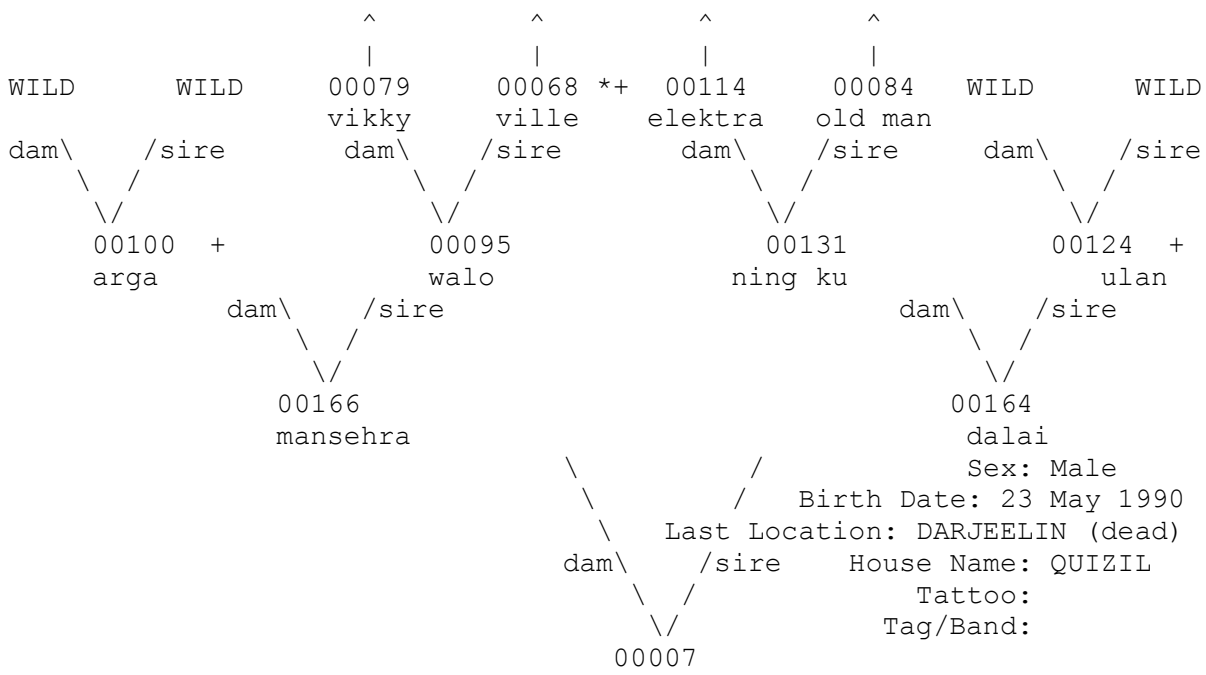 ^ ^ ^ ^
| | | |
WILD WILD 00079 00068 *+ 00114 00084 WILD WILD
vikky ville elektra old man
dam\ /sire dam\ /sire dam\ /sire dam\ /sire
\ / \ / \ / \ /
\/ \/ \/ \/
00100 + 00095 00131 00124 +
arga walo ning ku ulan
dam\ /sire dam\ /sire
\ / \ /
\/ \/
00166 00164
mansehra dalai
\ / Sex: Male
\ / Birth Date: 23 May 1990
\ Last Location: DARJEELIN (dead)
dam\ /sire House Name: QUIZIL
\ / Tattoo:
\/ Tag/Band:
00007